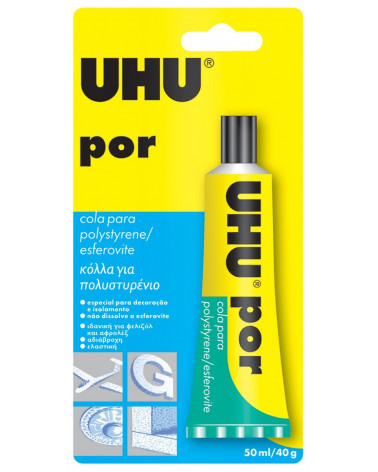 UHU®
por
cola para
polystyrene/
esferovite
κόλλα για
πολυστυρένιο
• especial para decoração
e isolamento
• não dissolve a esferovite
• ιδανική για φελιζόλ
και αφρολέξ
• αδιάβροχη
• ελαστική
UHU® por
cola para
polystyrene/esferovite
50 ml/40 g